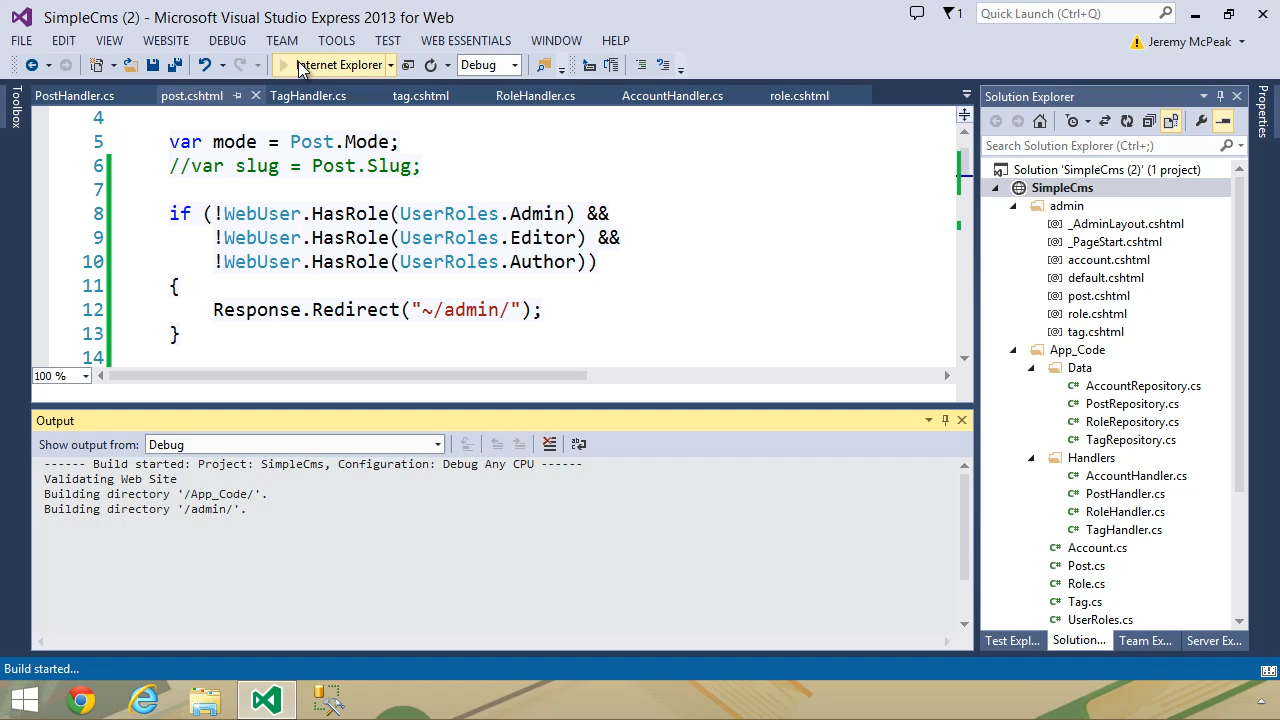 SimpleCms (2) - Microsoft Visual Studio Express 2013 for Web
1
Quick Launch (Ctrl+Q)
FILE EDIT VIEW WEBSITE DEBUG TEAM TOOLS TEST WEB ESSENTIALS WINDOW HELP
Jeremy McPeak
Internet Explorer
Debug
PostHandler.cs post.cshtml TagHandler.cs tag.cshtml RoleHandler.cs AccountHandler.cs role.cshtml
Toolbox
4
5 var mode = Post.Mode;
6 //var slug = Post.Slug;
7
8 if (!WebUser.HasRole(UserRoles.Admin) &&
9 !WebUser.HasRole(UserRoles.Editor) &&
10 !WebUser.HasRole(UserRoles.Author))
11 {
12 Response.Redirect("~/admin/");
13 }
14
100 %
Output
Show output from: Debug
------ Build started: Project: SimpleCms, Configuration: Debug Any CPU ------
Validating Web Site
Building directory '/App_Code/'.
Building directory '/admin/'.
Solution Explorer
Search Solution Explorer (Ctrl+;)
Solution 'SimpleCms (2)' (1 project)
SimpleCms
admin
_AdminLayout.cshtml
_PageStart.cshtml
account.cshtml
default.cshtml
post.cshtml
role.cshtml
tag.cshtml
App_Code
Data
AccountRepository.cs
PostRepository.cs
RoleRepository.cs
TagRepository.cs
Handlers
AccountHandler.cs
PostHandler.cs
RoleHandler.cs
TagHandler.cs
Account.cs
Post.cs
Role.cs
Tag.cs
UserRoles.cs
Test Expl... Solution... Team Ex... Server Ex...
Properties
Build started...